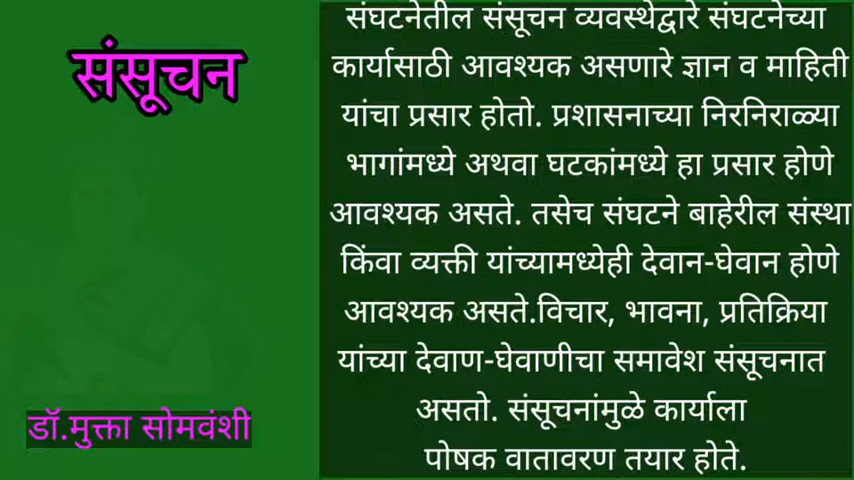 संसूचन
डॉ.मुक्ता सोमवंशी
संघटनेतील संसूचन व्यवस्थेद्वारे संघटनेच्या
कार्यासाठी आवश्यक असणारे ज्ञान व माहिती
यांचा प्रसार होतो. प्रशासनाच्या निरनिराळ्या
भागांमध्ये अथवा घटकांमध्ये हा प्रसार होणे
आवश्यक असते. तसेच संघटने बाहेरील संस्था
किंवा व्यक्ती यांच्यामध्येही देवान-घेवान होणे
आवश्यक असते.विचार, भावना, प्रतिक्रिया
यांच्या देवाण-घेवाणीचा समावेश संसूचनात
असतो. संसूचनांमुळे कार्याला
पोषक वातावरण तयार होते.